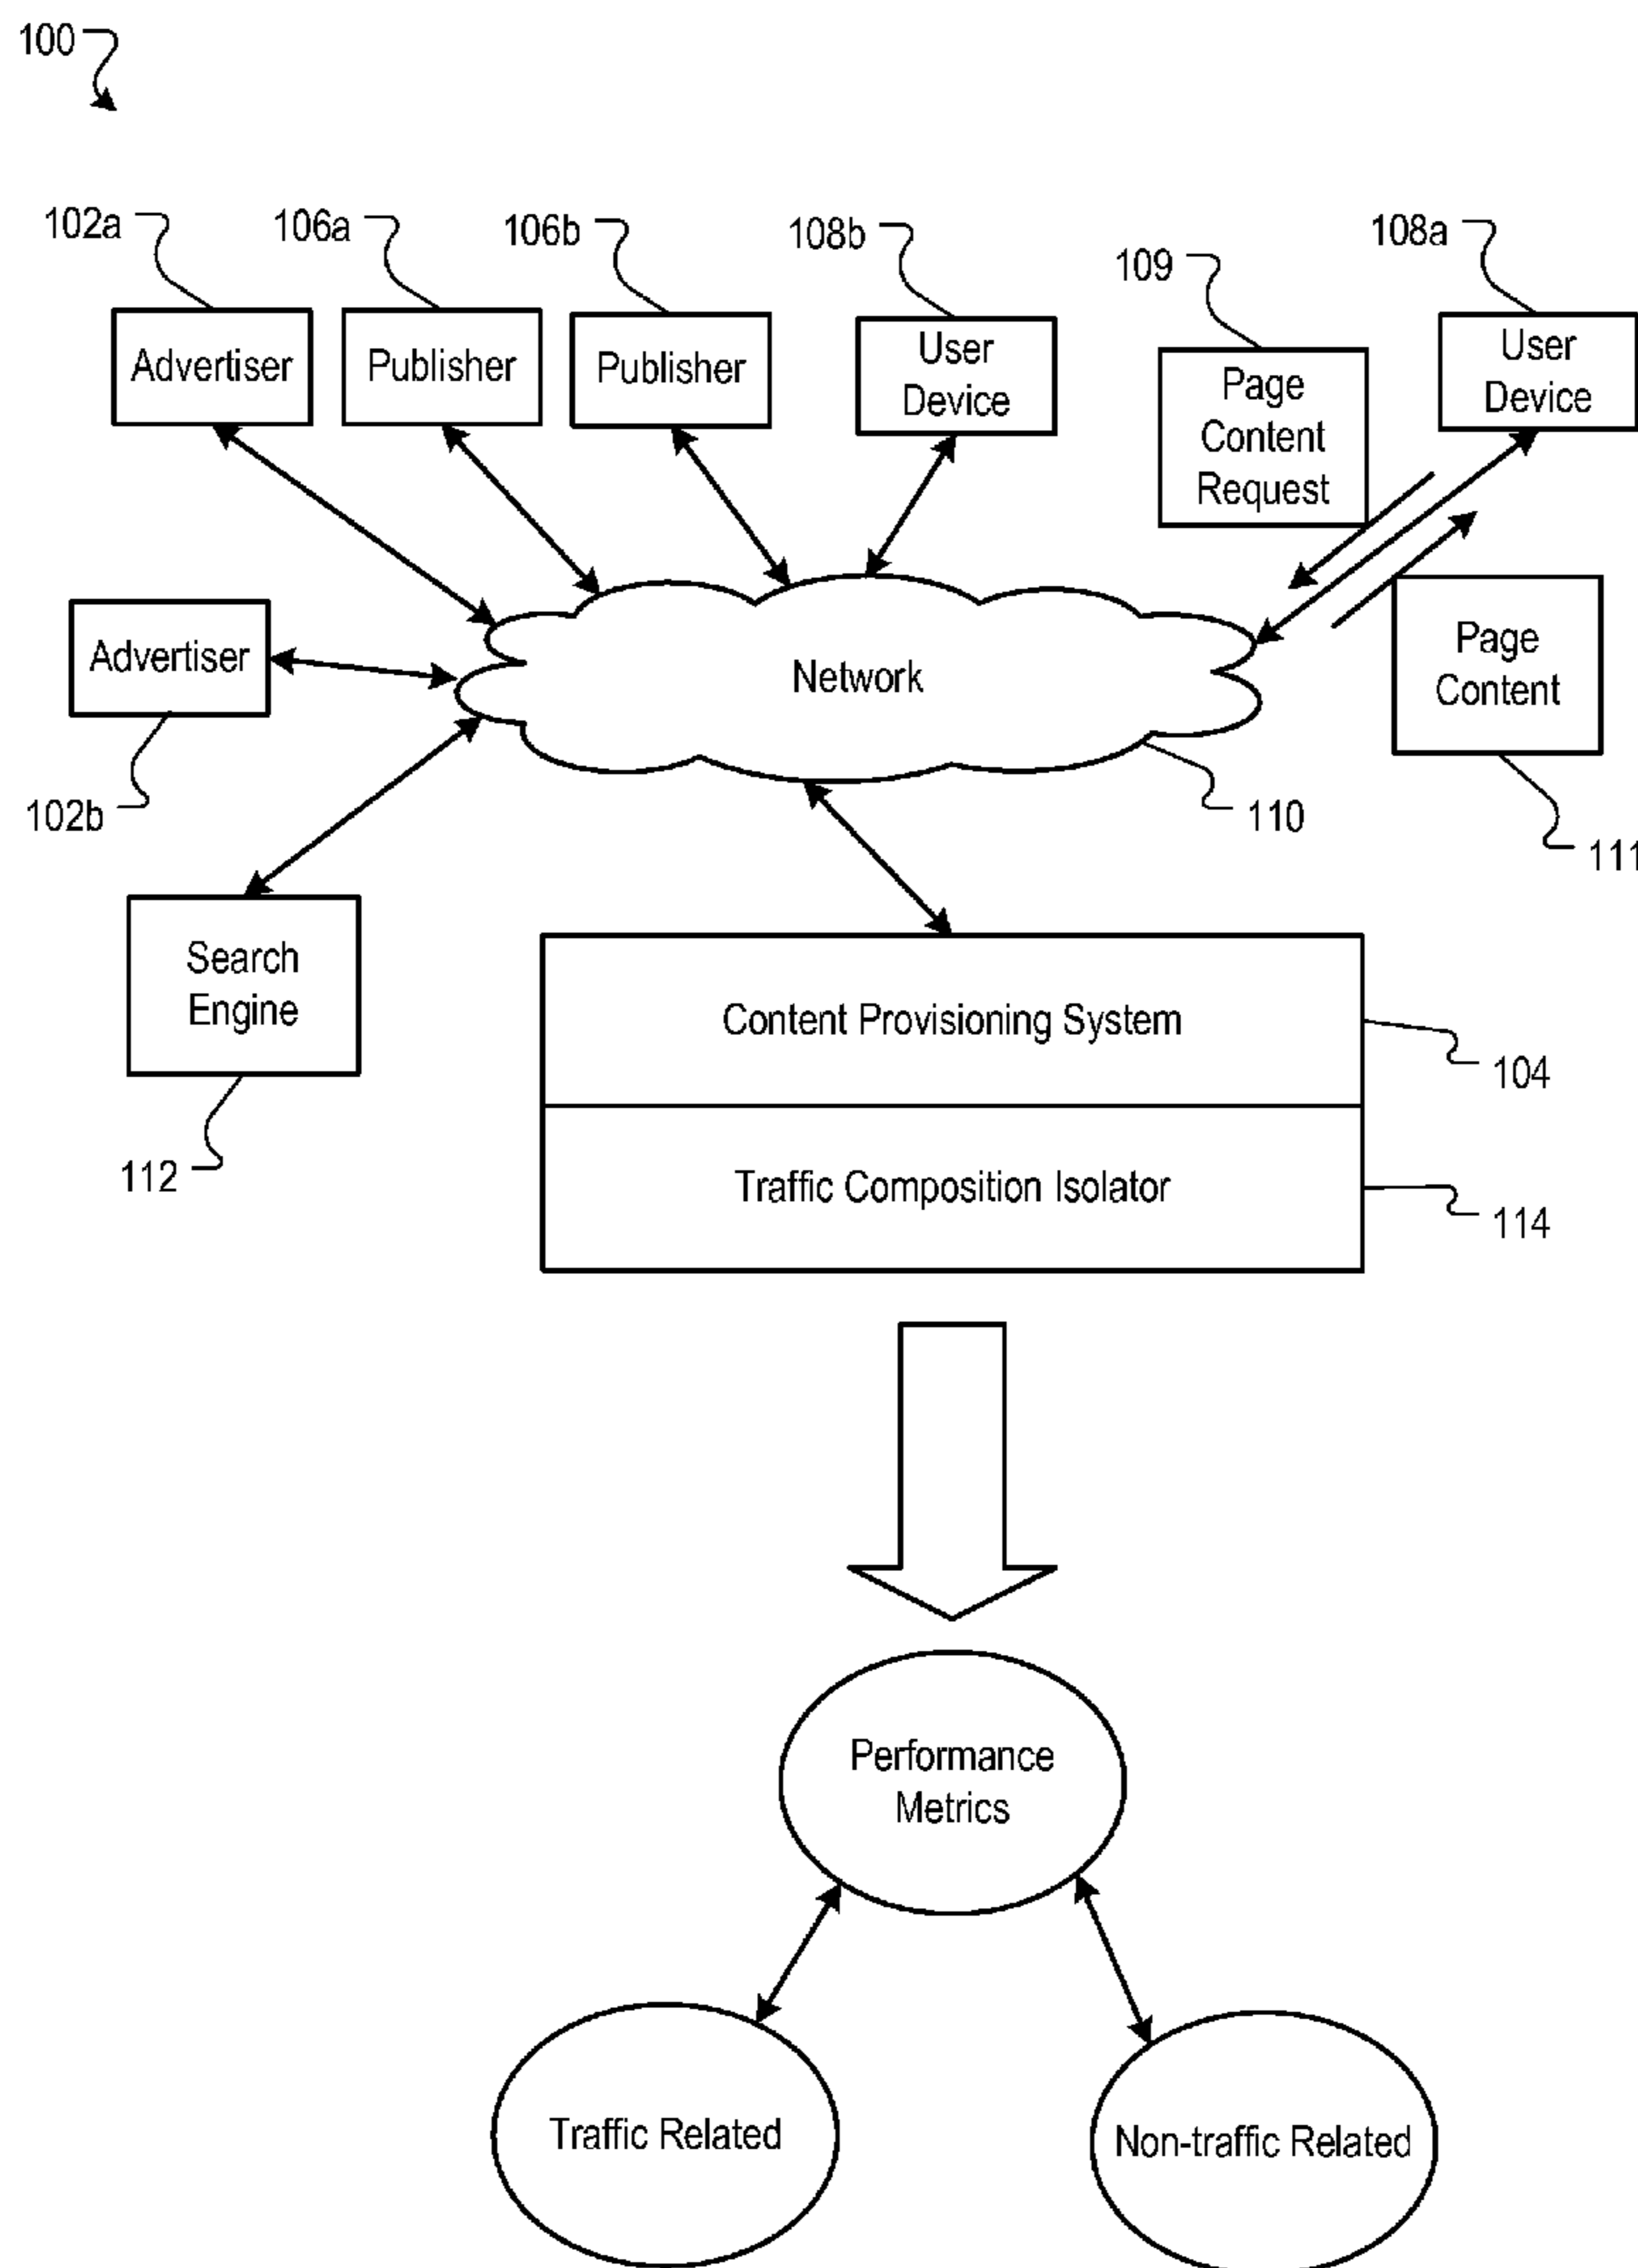 100
102a
106a
106b
108b
109
108a
Advertiser
Publisher
Publisher
User
Device
Page
Content
Request
User
Device
Advertiser
102b
Network
110
Page
Content
111
Search
Engine
112
Content Provisioning System
104
Traffic Composition Isolator
114
Performance
Metrics
Traffic Related
Non-traffic Related